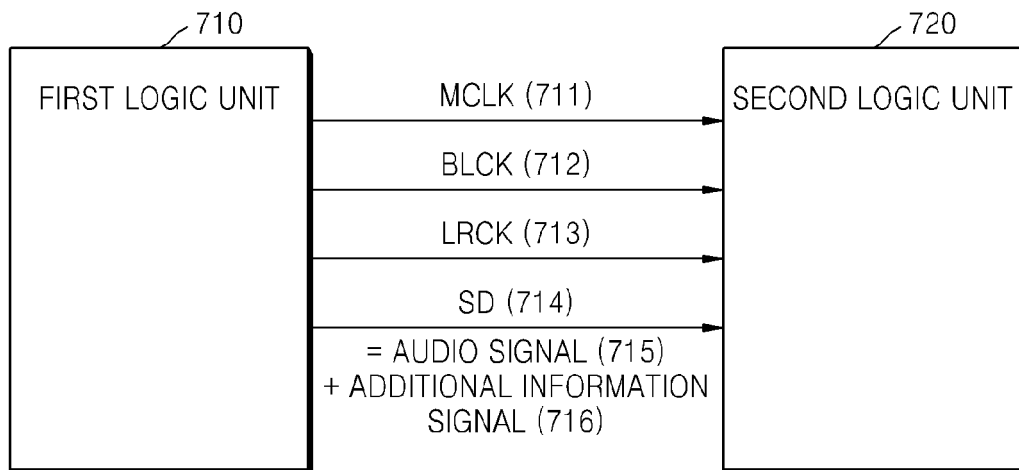 710
720
FIRST LOGIC UNIT
SECOND LOGIC UNIT
MCLK (711)
BLCK (712)
LRCK (713)
SD (714)
= AUDIO SIGNAL (715)
+ ADDITIONAL INFORMATION
SIGNAL (716)